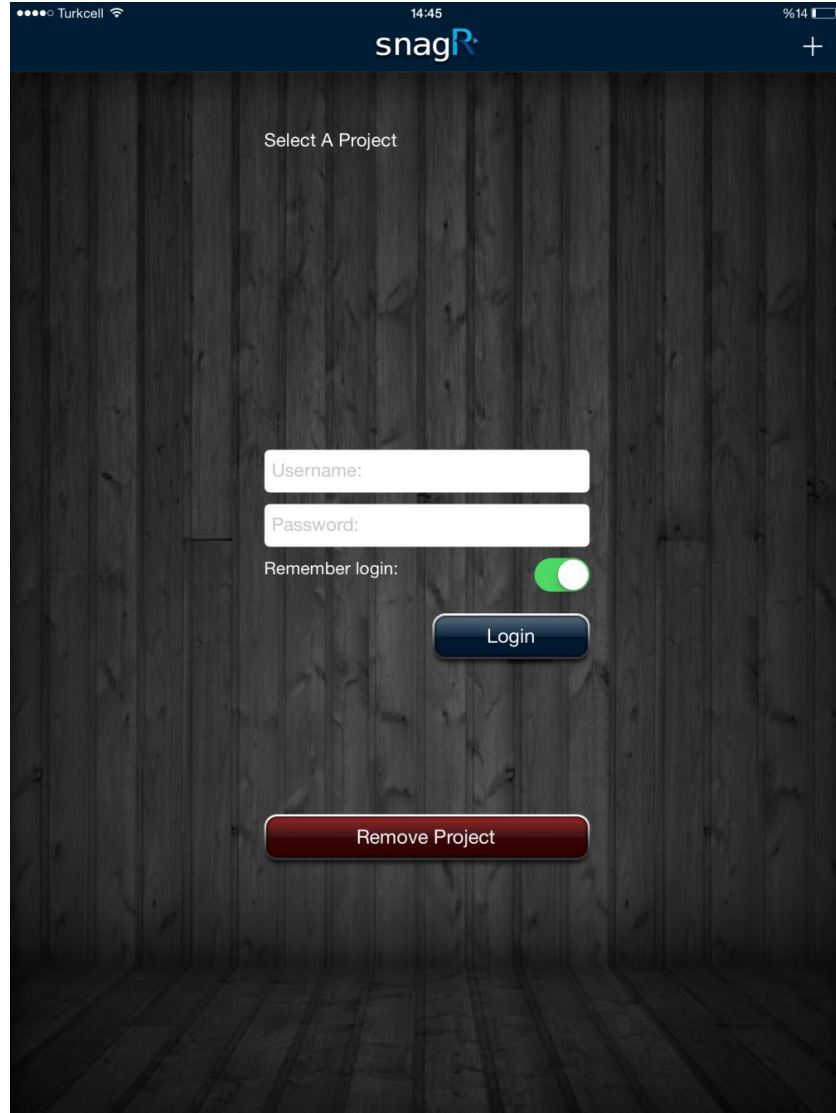 Turkcell 14:45 %14
snagR
+
Select A Project
Username:
Password:
Remember login:
Login
Remove Project